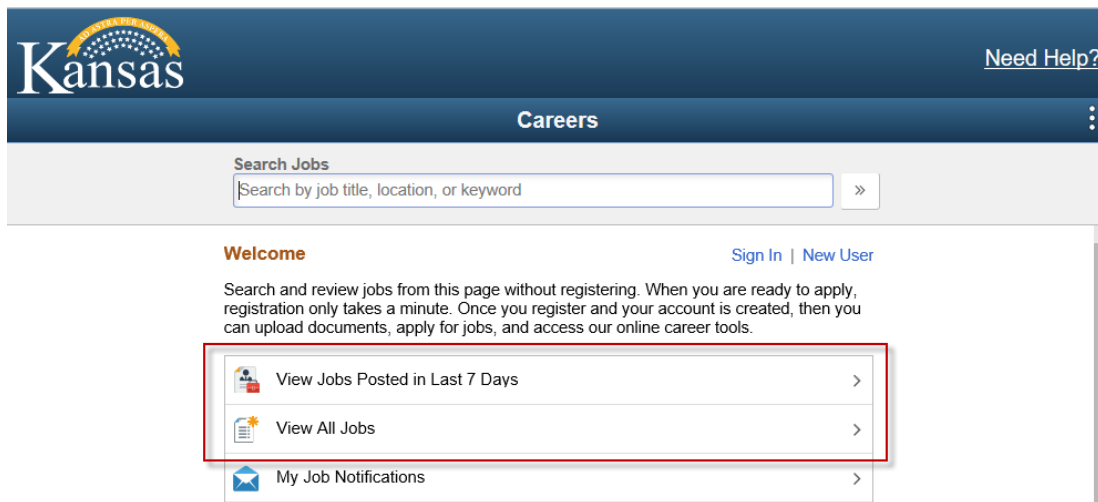 AD ASTRA PER ASPERA
Kansas
Need Help?
Careers
Search Jobs
Search by job title, location, or keyword
»
Welcome
Sign In | New User
Search and review jobs from this page without registering. When you are ready to apply,
registration only takes a minute. Once you register and your account is created, then you
can upload documents, apply for jobs, and access our online career tools.
View Jobs Posted in Last 7 Days
View All Jobs
My Job Notifications